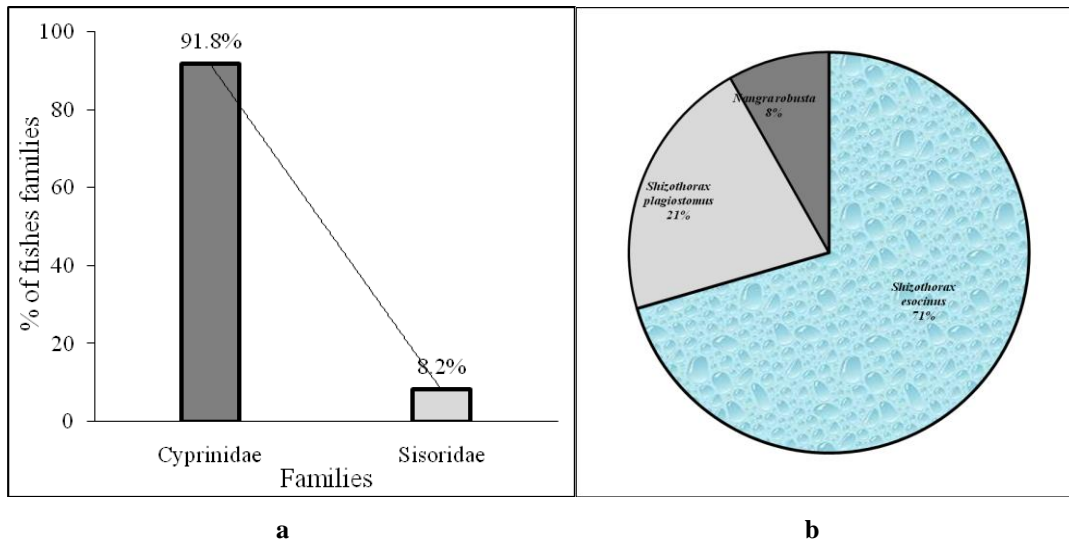 100
80
60
40
20
0
% of fishes families
91.8%
8.2%
Cyprinidae
Sisoridae
Families
Nangra robusta
8%
Shizothorax
plagiostomus
21%
Shizothorax
esocinus
71%
a
b